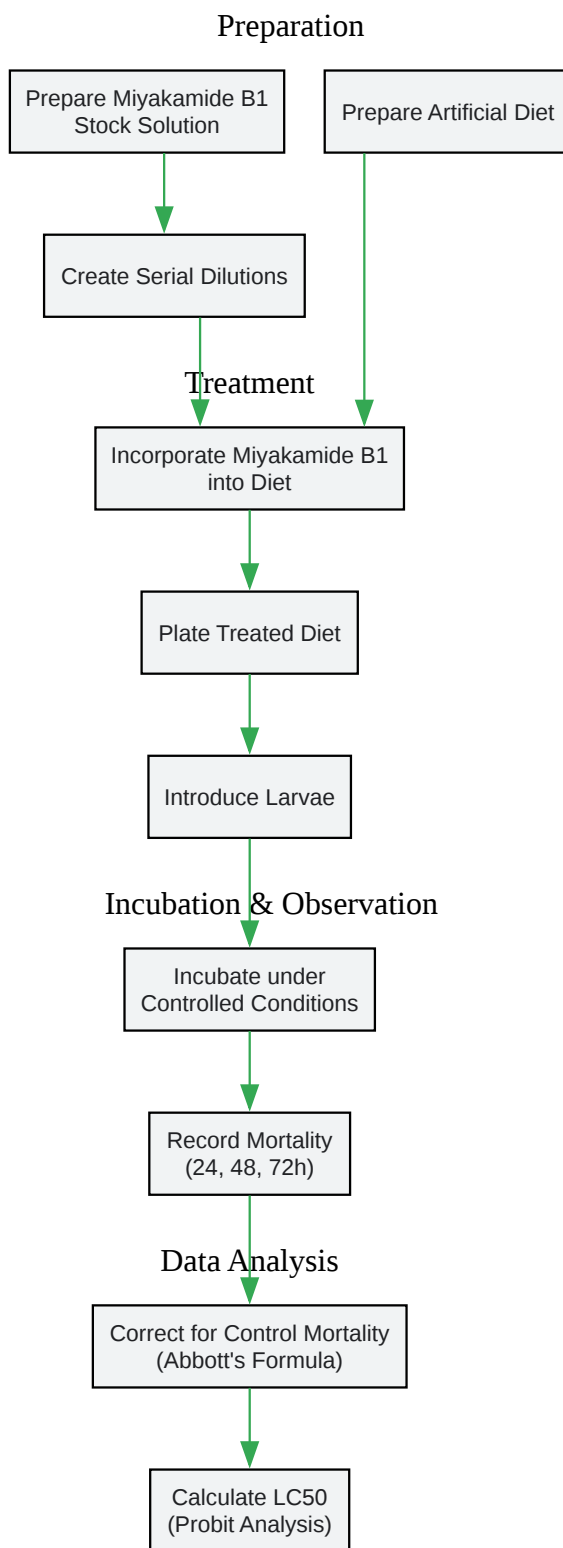 Preparation
Prepare Miyakamide B1
Stock Solution
Prepare Artificial Diet
Create Serial Dilutions
Treatment
Incorporate Miyakamide B1
into Diet
Plate Treated Diet
Introduce Larvae
Incubation & Observation
Incubate under
Controlled Conditions
Record Mortality
(24, 48, 72h)
Data Analysis
Correct for Control Mortality
(Abbott's Formula)
Calculate LC50
(Probit Analysis)